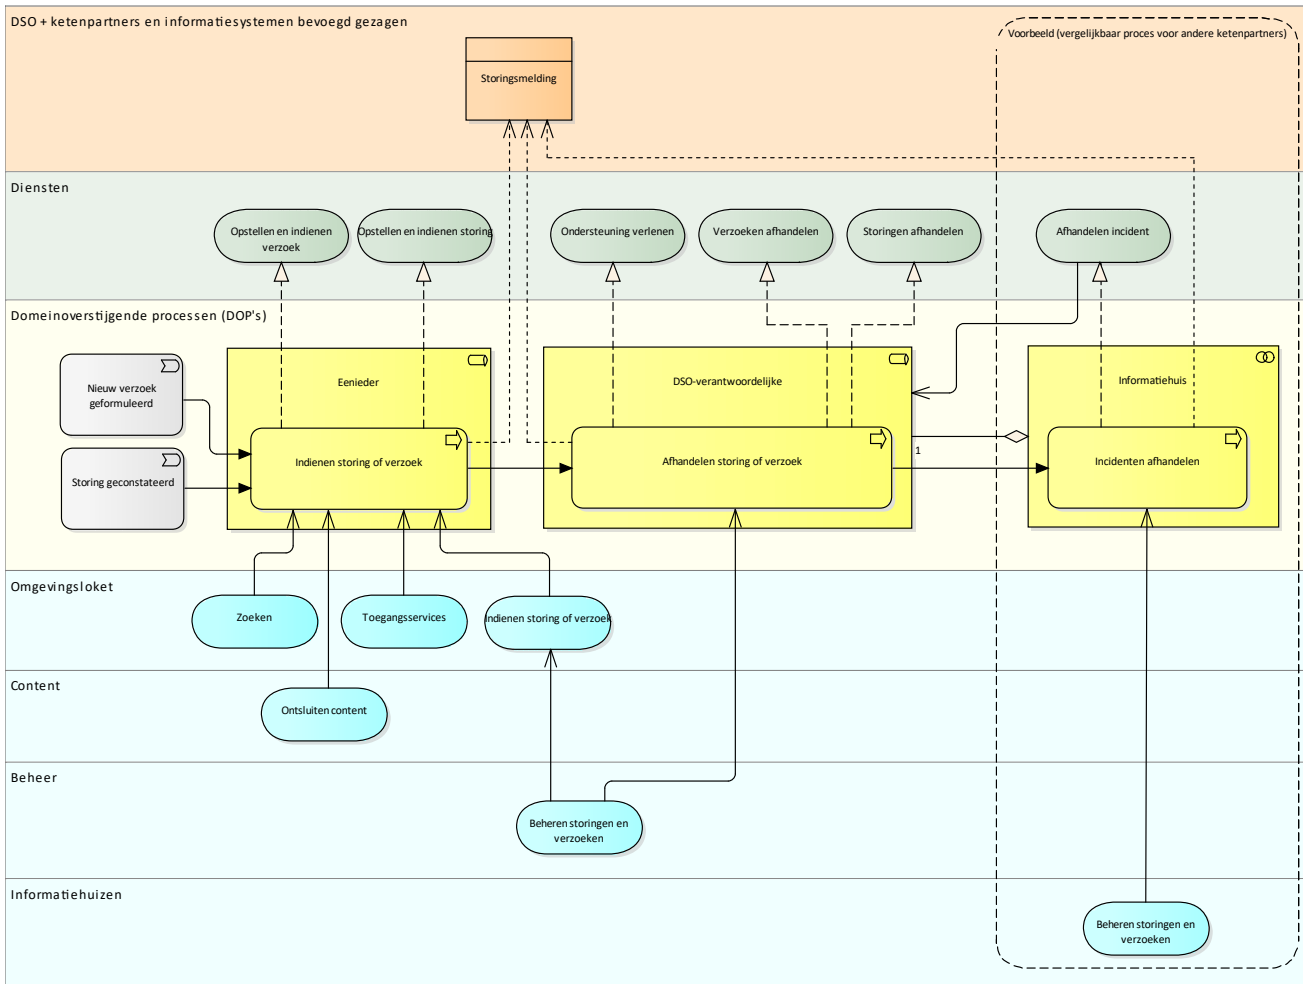 DSO + ketenpartners en informatiesystemen bevoegd gezagen
Voorbeeld (vergelijkbaar proces voor andere ketenpartners)
Storingsmelding
Diensten
Opstellen en indienen
verzoek
Opstellen en indienen storing
Ondersteuning verlenen
Verzoeken afhandelen
Storingen afhandelen
Afhandelen incident
Domeinoverstijgende processen (DOP's)
Nieuw verzoek
geformuleerd
Storing geconstateerd
Eenieder
Indienen storing of verzoek
DSO-verantwoordelijke
Afhandelen storing of verzoek
1
Informatiehuis
Incidenten afhandelen
Omgevingsloket
Zoeken
Toegangsservices
Indienen storing of verzoek
Content
Ontsluiten content
Beheer
Beheren storingen en
verzoeken
Informatiehuizen
Beheren storingen en
verzoeken